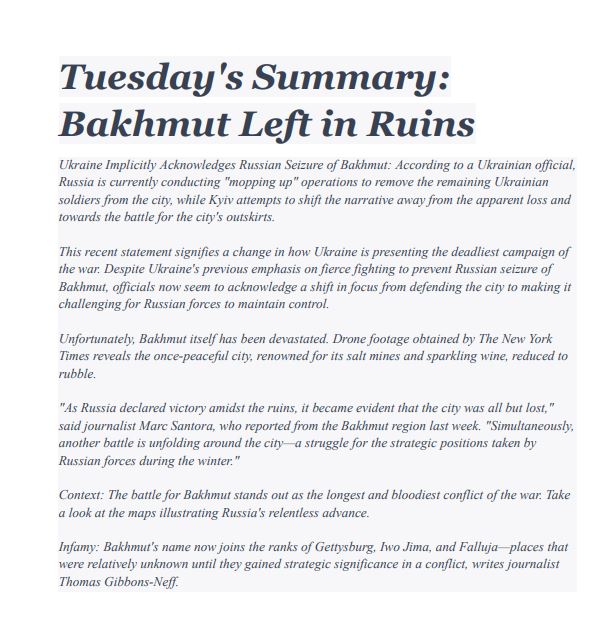 Tuesday's Summary:
Bakhmut Left in Ruins
Ukraine Implicitly Acknowledges Russian Seizure of Bakhmut: According to a Ukrainian official,
Russia is currently conducting "mopping up" operations to remove the remaining Ukrainian
soldiers from the city, while Kyiv attempts to shift the narrative away from the apparent loss and
towards the battle for the city's outskirts.
This recent statement signifies a change in how Ukraine is presenting the deadliest campaign of
the war. Despite Ukraine's previous emphasis on fierce fighting to prevent Russian seizure of
Bakhmut, officials now seem to acknowledge a shift in focus from defending the city to making it
challenging for Russian forces to maintain control.
Unfortunately, Bakhmut itself has been devastated. Drone footage obtained by The New York
Times reveals the once-peaceful city, renowned for its salt mines and sparkling wine, reduced to
rubble.
"As Russia declared victory amidst the ruins, it became evident that the city was all but lost,"
said journalist Marc Santora, who reported from the Bakhmut region last week. "Simultaneously,
another battle is unfolding around the city—a struggle for the strategic positions taken by
Russian forces during the winter."
Context: The battle for Bakhmut stands out as the longest and bloodiest conflict of the war. Take
a look at the maps illustrating Russia's relentless advance.
Infamy: Bakhmut's name now joins the ranks of Gettysburg, Iwo Jima, and Falluja—places that
were relatively unknown until they gained strategic significance in a conflict, writes journalist
Thomas Gibbons-Neff.